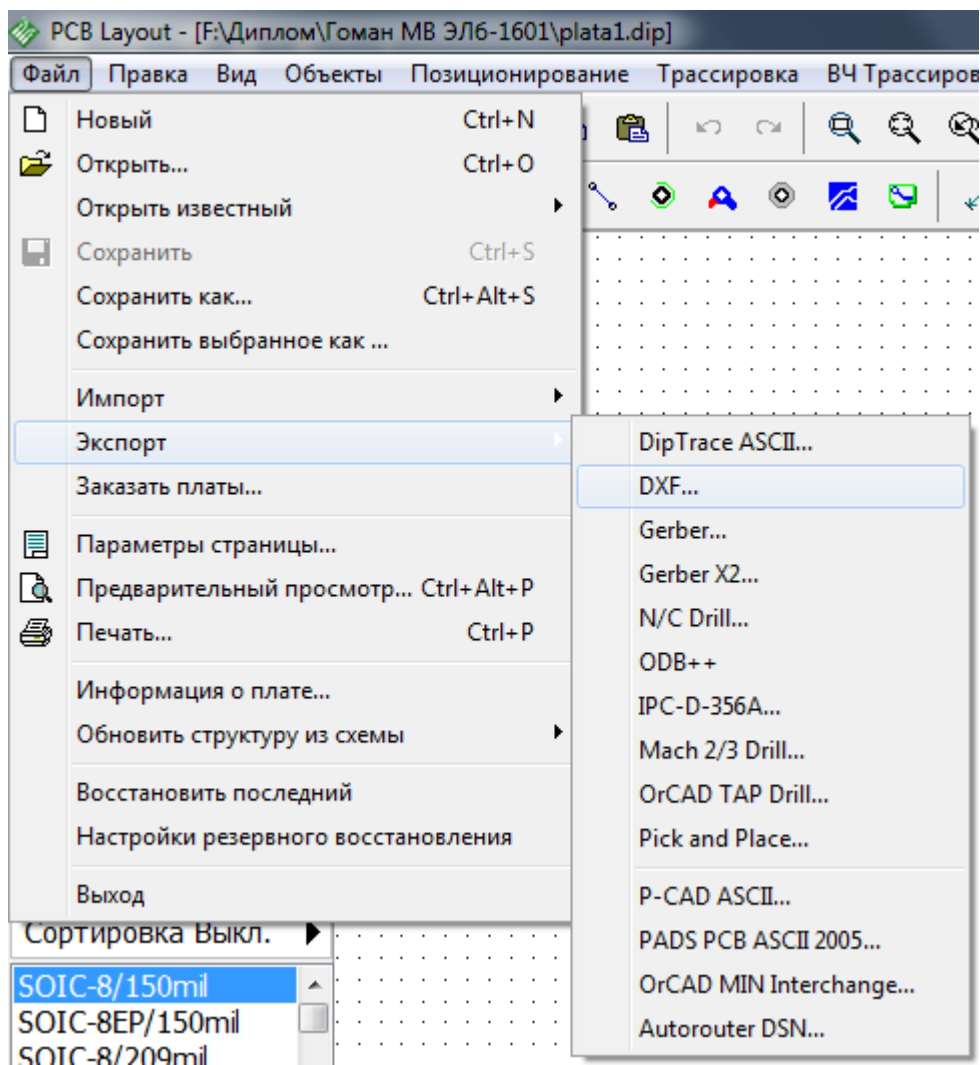 PCB Layout - [F:\Диплом\Гоман МВ ЭЛб-1601\plata1.dip]
Файл Правка Вид Объекты Позиционирование Трассировка ВЧ Трассиров
Новый Ctrl+N
Открыть... Ctrl+O
Открыть известный
Сохранить Ctrl+S
Сохранить как... Ctrl+Alt+S
Сохранить выбранное как ...
Импорт
Экспорт
Заказать платы...
Параметры страницы...
Предварительный просмотр... Ctrl+Alt+P
Печать... Ctrl+P
Информация о плате...
Обновить структуру из схемы
Восстановить последний
Настройки резервного восстановления
Выход
DipTrace ASCII...
DXF...
Gerber...
Gerber X2...
N/C Drill...
ODB++
IPC-D-356A...
Mach 2/3 Drill...
OrCAD TAP Drill...
Pick and Place...
P-CAD ASCII...
PADS PCB ASCII 2005...
OrCAD MIN Interchange...
Autorouter DSN...
Сортировка Выкл.
SOIC-8/150mil
SOIC-8EP/150mil
SOIC-8/209mil